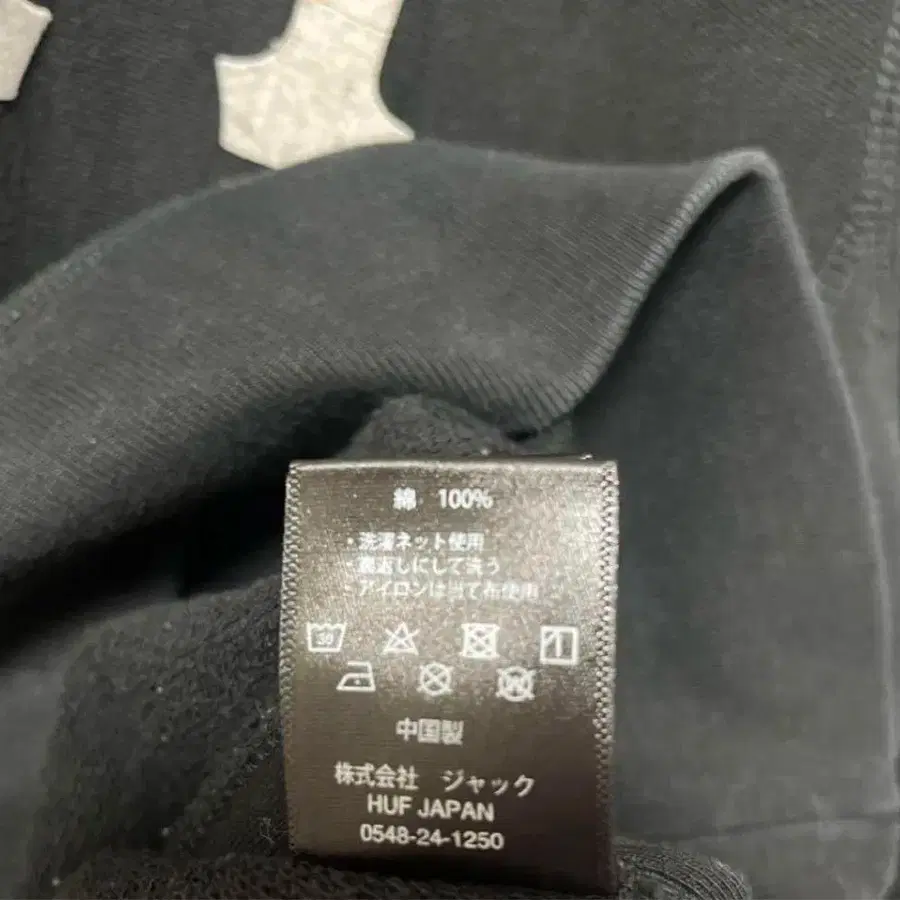 綿 100%
・洗濯ネット使用
・裏返しにして洗う
・アイロンは当て布使用
30
中国製
株式会社 ジャック
HUF JAPAN
0548-24-1250